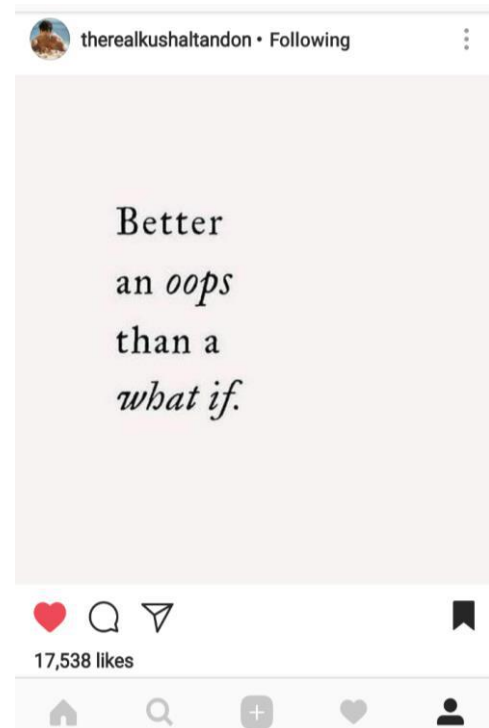 therealkushaltandon • Following
Better
an oops
than a
what if.
17,538 likes